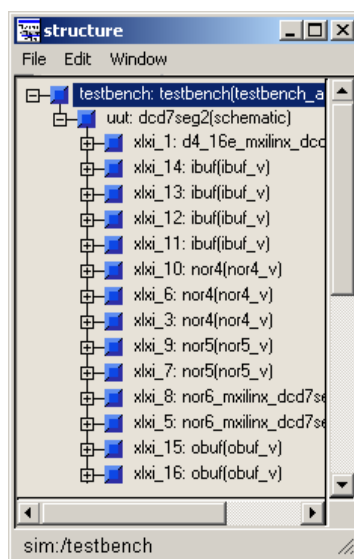 structure
File Edit Window
testbench: testbench(testbench_a
uut: dcd7seg2(schematic)
xlxi_1: d4_16e_mxilinx_dcd
xlxi_14: ibuf(ibuf_v)
xlxi_13: ibuf(ibuf_v)
xlxi_12: ibuf(ibuf_v)
xlxi_11: ibuf(ibuf_v)
xlxi_10: nor4(nor4_v)
xlxi_6: nor4(nor4_v)
xlxi_3: nor4(nor4_v)
xlxi_9: nor5(nor5_v)
xlxi_7: nor5(nor5_v)
xlxi_8: nor6_mxilinx_dcd7se
xlxi_5: nor6_mxilinx_dcd7se
xlxi_15: obuf(obuf_v)
xlxi_16: obuf(obuf_v)
sim:/testbench